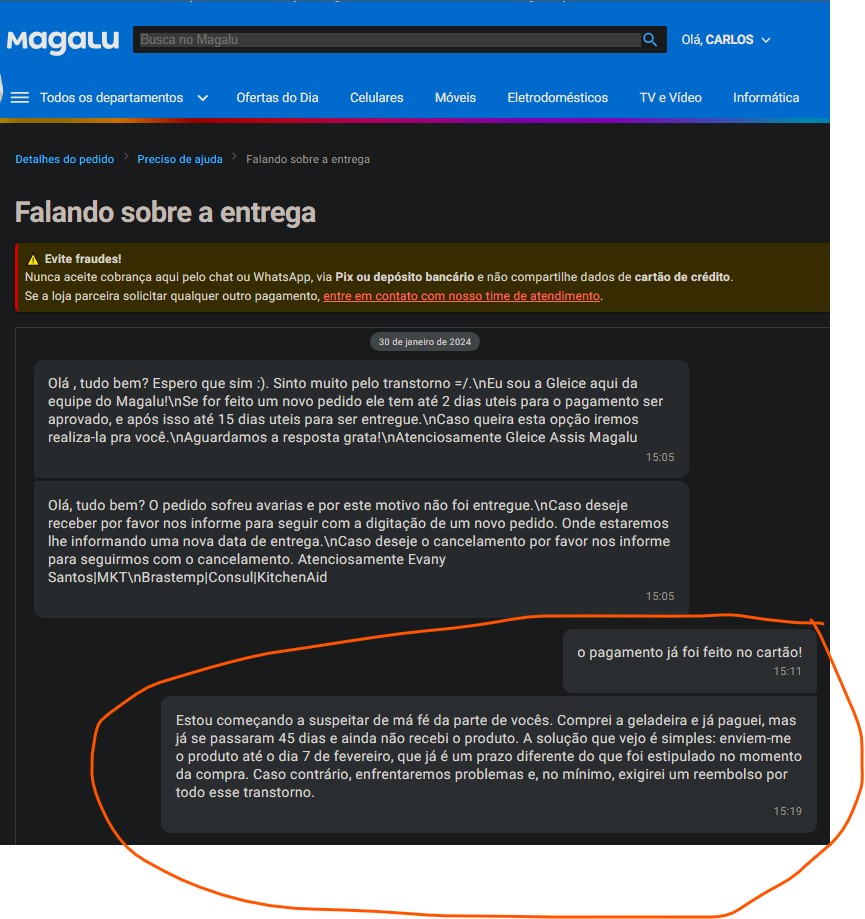 Magalu
Busca no Magalu
Olá, CARLOS
Todos os departamentos
Ofertas do Dia
Celulares
Móveis
Eletrodomésticos
TV e Vídeo
Informática
Detalhes do pedido > Preciso de ajuda > Falando sobre a entrega
Falando sobre a entrega
Evite fraudes!
Nunca aceite cobrança aqui pelo chat ou WhatsApp, via Pix ou depósito bancário e não compartilhe dados de cartão de crédito.
Se a loja parceira solicitar qualquer outro pagamento, entre em contato com nosso time de atendimento.
30 de janeiro de 2024
Olá , tudo bem? Espero que sim :). Sinto muito pelo transtorno =/.\nEu sou a Gleice aqui da
equipe do Magalu!\nSe for feito um novo pedido ele tem até 2 dias uteis para o pagamento ser
aprovado, e após isso até 15 dias uteis para ser entregue.\nCaso queira esta opção iremos
realiza-la pra você.\nAguardamos a resposta grata!\nAtenciosamente Gleice Assis Magalu
15:05
Olá, tudo bem? O pedido sofreu avarias e por este motivo não foi entregue.\nCaso deseje
receber por favor nos informe para seguir com a digitação de um novo pedido. Onde estaremos
lhe informando uma nova data de entrega.\nCaso deseje o cancelamento por favor nos informe
para seguirmos com o cancelamento. Atenciosamente Evany
Santos|MKT\nBrastemp|Consul|KitchenAid
15:05
o pagamento já foi feito no cartão!
15:11
Estou começando a suspeitar de má fé da parte de vocês. Comprei a geladeira e já paguei, mas
já se passaram 45 dias e ainda não recebi o produto. A solução que vejo é simples: enviem-me
o produto até o dia 7 de fevereiro, que já é um prazo diferente do que foi estipulado no momento
da compra. Caso contrário, enfrentaremos problemas e, no mínimo, exigirei um reembolso por
todo esse transtorno.
15:19